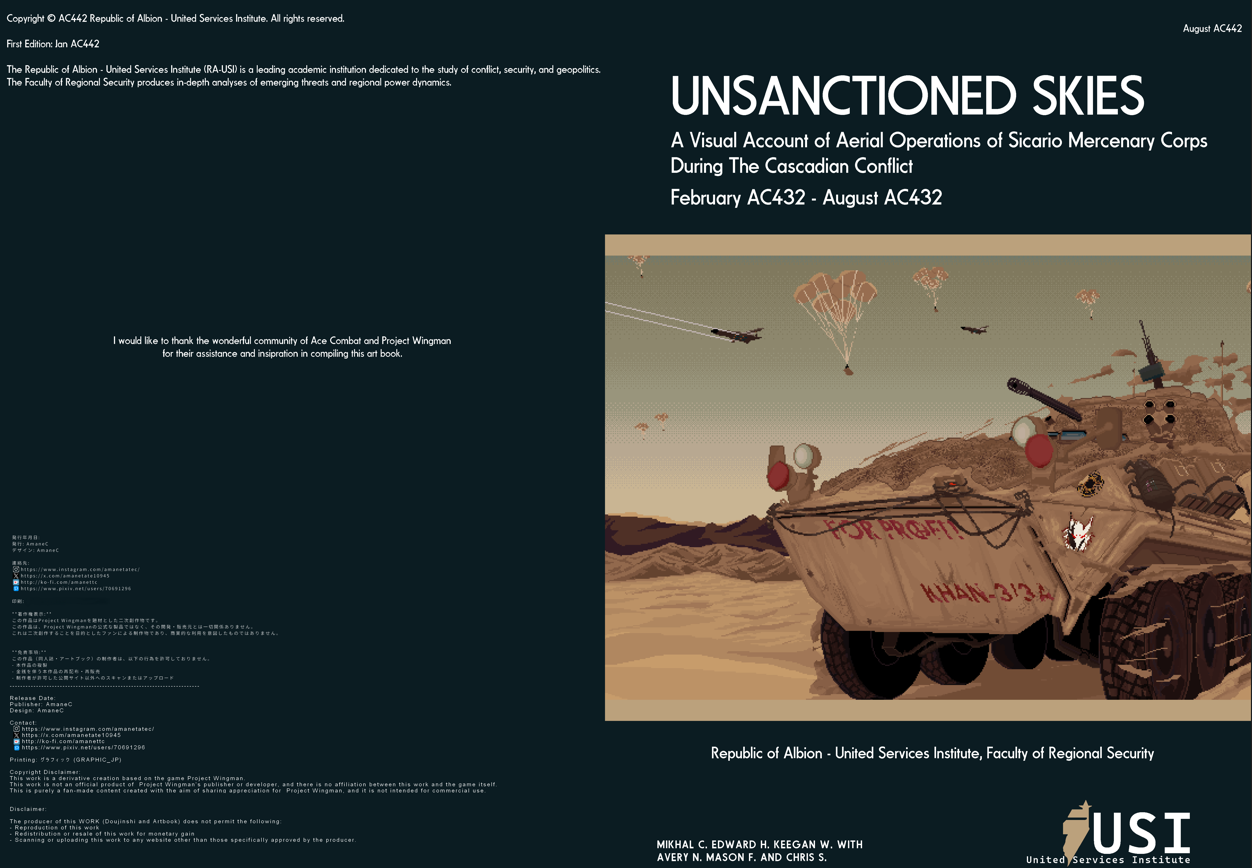 Copyright © AC442 Republic of Albion - United Services Institute. All rights reserved.
First Edition: Jan AC442
The Republic of Albion - United Services Institute (RA-USI) is a leading academic institution dedicated to the study of conflict, security, and geopolitics.
The Faculty of Regional Security produces in-depth analyses of emerging threats and regional power dynamics.
I would like to thank the wonderful community of Ace Combat and Project Wingman
for their assistance and insipration in compiling this art book.
発行年月日:
発行: AmaneC
デザイン: AmaneC
連絡先:
https://www.instagram.com/amanetatec/
https://x.com/amanetate10945
http://ko-fi.com/amanettc
https://www.pixiv.net/users/70691296
印刷:
**著作権表示:**
この作品はProject Wingmanを題材とした二次創作物です。
この作品は、Project Wingmanの公式な製品ではなく、その開発・販売元とは一切関係ありません。
これは二次創作することを目的としたファンによる制作物であり、商業的な利用を意図したものではありません。
**免責事項:**
この作品（同人誌・アートブック）の制作者は、以下の行為を許可しておりません。
- 本作品の複製
- 金銭を伴う本作品の再配布・再販売
- 制作者が許可した公開サイト以外へのスキャンまたはアップロード
Release Date:
Publisher: AmaneC
Design: AmaneC
Contact:
https://www.instagram.com/amanetatec/
https://x.com/amanetate10945
http://ko-fi.com/amanettc
https://www.pixiv.net/users/70691296
Printing: グラフィック (GRAPHIC_JP)
Copyright Disclaimer:
This work is a derivative creation based on the game Project Wingman.
This work is not an official product of Project Wingman's publisher or developer, and there is no affiliation between this work and the game itself.
This is purely a fan-made content created with the aim of sharing appreciation for Project Wingman, and it is not intended for commercial use.
Disclaimer:
The producer of this WORK (Doujinshi and Artbook) does not permit the following:
- Reproduction of this work
- Redistribution or resale of this work for monetary gain
- Scanning or uploading this work to any website other than those specifically approved by the producer.
August AC442
UNSANCTIONED SKIES
A Visual Account of Aerial Operations of Sicario Mercenary Corps
During The Cascadian Conflict
February AC432 - August AC432
FOR PROFIT
KHAN-3/3A
Republic of Albion - United Services Institute, Faculty of Regional Security
MIKHAL C. EDWARD H. KEEGAN W. WITH
AVERY N. MASON F. AND CHRIS S.
USI
United Services Institute